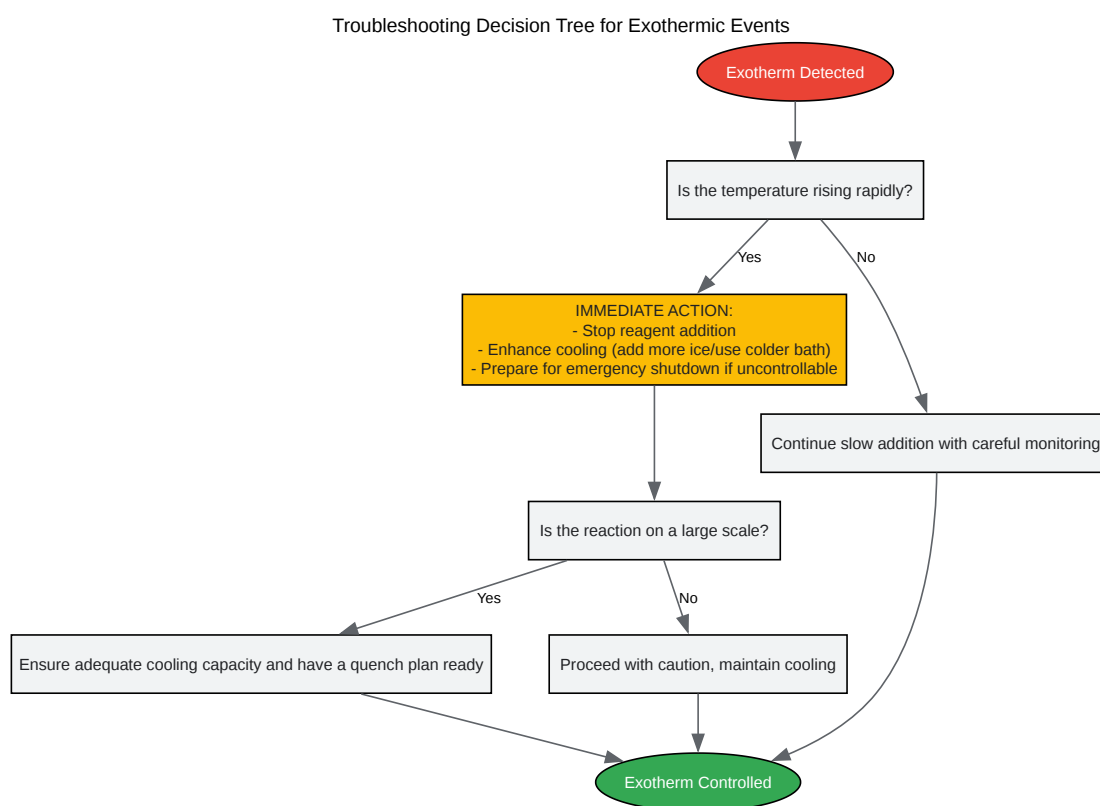 Troubleshooting Decision Tree for Exothermic Events
Exotherm Detected
Is the temperature rising rapidly?
Yes
No
IMMEDIATE ACTION:
- Stop reagent addition
- Enhance cooling (add more ice/use colder bath)
- Prepare for emergency shutdown if uncontrollable
Continue slow addition with careful monitoring
Is the reaction on a large scale?
Yes
No
Ensure adequate cooling capacity and have a quench plan ready
Proceed with caution, maintain cooling
Exotherm Controlled